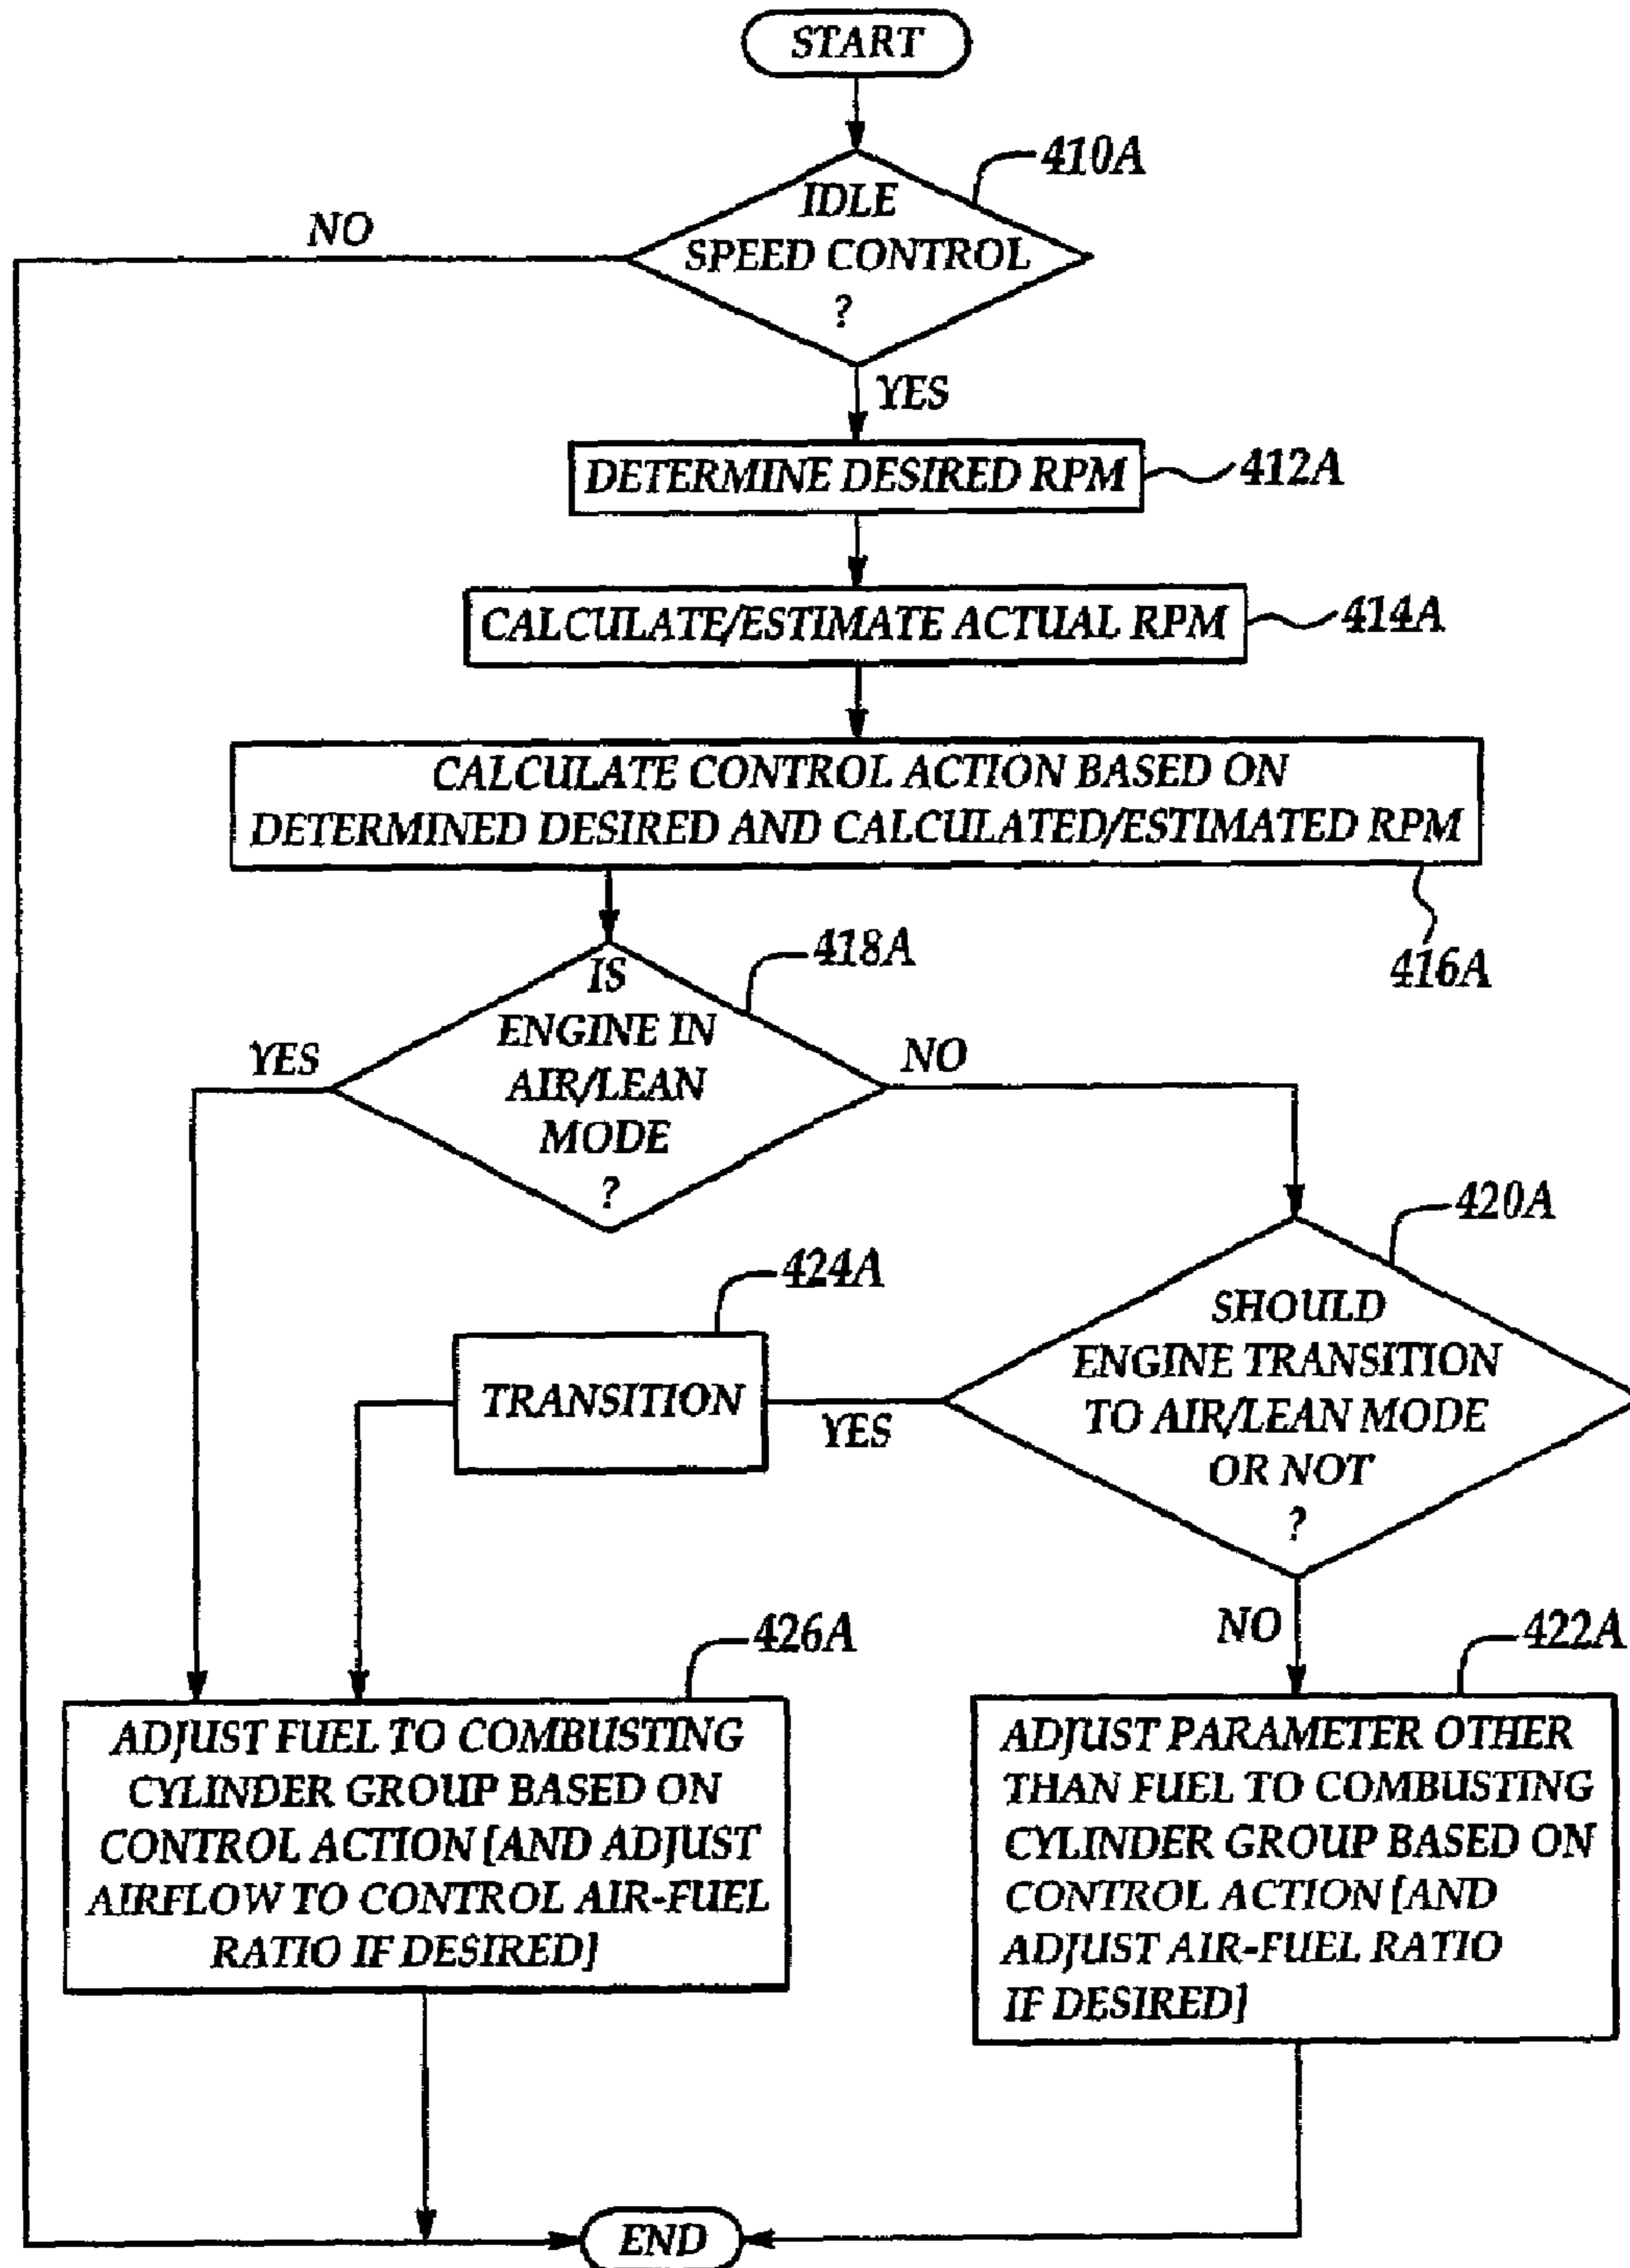 START
410A
IDLE
SPEED CONTROL
?
NO
YES
DETERMINE DESIRED RPM
412A
CALCULATE/ESTIMATE ACTUAL RPM
414A
CALCULATE CONTROL ACTION BASED ON
DETERMINED DESIRED AND CALCULATED/ESTIMATED RPM
416A
418A
IS
ENGINE IN
AIR/LEAN
MODE
?
YES
NO
420A
SHOULD
ENGINE TRANSITION
TO AIR/LEAN MODE
OR NOT
?
424A
TRANSITION
YES
NO
426A
ADJUST FUEL TO COMBUSTING
CYLINDER GROUP BASED ON
CONTROL ACTION [AND ADJUST
AIRFLOW TO CONTROL AIR-FUEL
RATIO IF DESIRED]
422A
ADJUST PARAMETER OTHER
THAN FUEL TO COMBUSTING
CYLINDER GROUP BASED ON
CONTROL ACTION [AND
ADJUST AIR-FUEL RATIO
IF DESIRED]
END